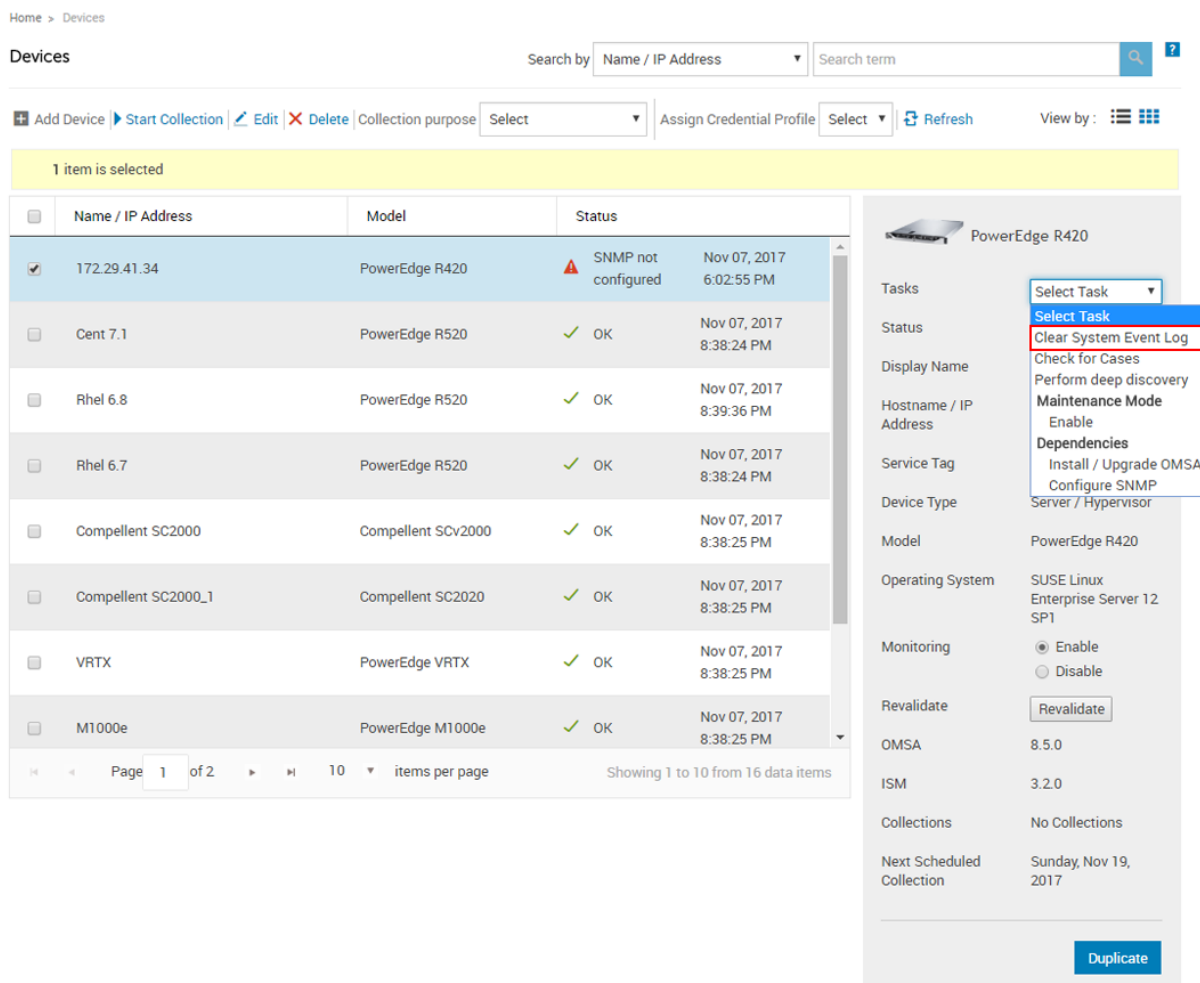 Home > Devices
Devices
Search by Name / IP Address Search term ?
Add Device Start Collection Edit Delete Collection purpose Select Assign Credential Profile Select Refresh View by :
1 item is selected
Name / IP Address Model Status
172.29.41.34 PowerEdge R420 SNMP not configured Nov 07, 2017 6:02:55 PM
Cent 7.1 PowerEdge R520 OK Nov 07, 2017 8:38:24 PM
Rhel 6.8 PowerEdge R520 OK Nov 07, 2017 8:39:36 PM
Rhel 6.7 PowerEdge R520 OK Nov 07, 2017 8:38:24 PM
Compellent SC2000 Compellent SCv2000 OK Nov 07, 2017 8:38:25 PM
Compellent SC2000_1 Compellent SC2020 OK Nov 07, 2017 8:38:25 PM
VRTX PowerEdge VRTX OK Nov 07, 2017 8:38:25 PM
M1000e PowerEdge M1000e OK Nov 07, 2017 8:38:25 PM
Page 1 of 2 10 items per page Showing 1 to 10 from 16 data items
PowerEdge R420
Tasks Select Task
Select Task
Clear System Event Log
Check for Cases
Perform deep discovery
Maintenance Mode
Enable
Dependencies
Install / Upgrade OMSA
Configure SNMP
Status
Display Name
Hostname / IP
Address
Service Tag
Device Type Server / Hypervisor
Model PowerEdge R420
Operating System SUSE Linux
Enterprise Server 12
SP1
Monitoring Enable
Disable
Revalidate Revalidate
OMSA 8.5.0
ISM 3.2.0
Collections No Collections
Next Scheduled Sunday, Nov 19,
Collection 2017
Duplicate